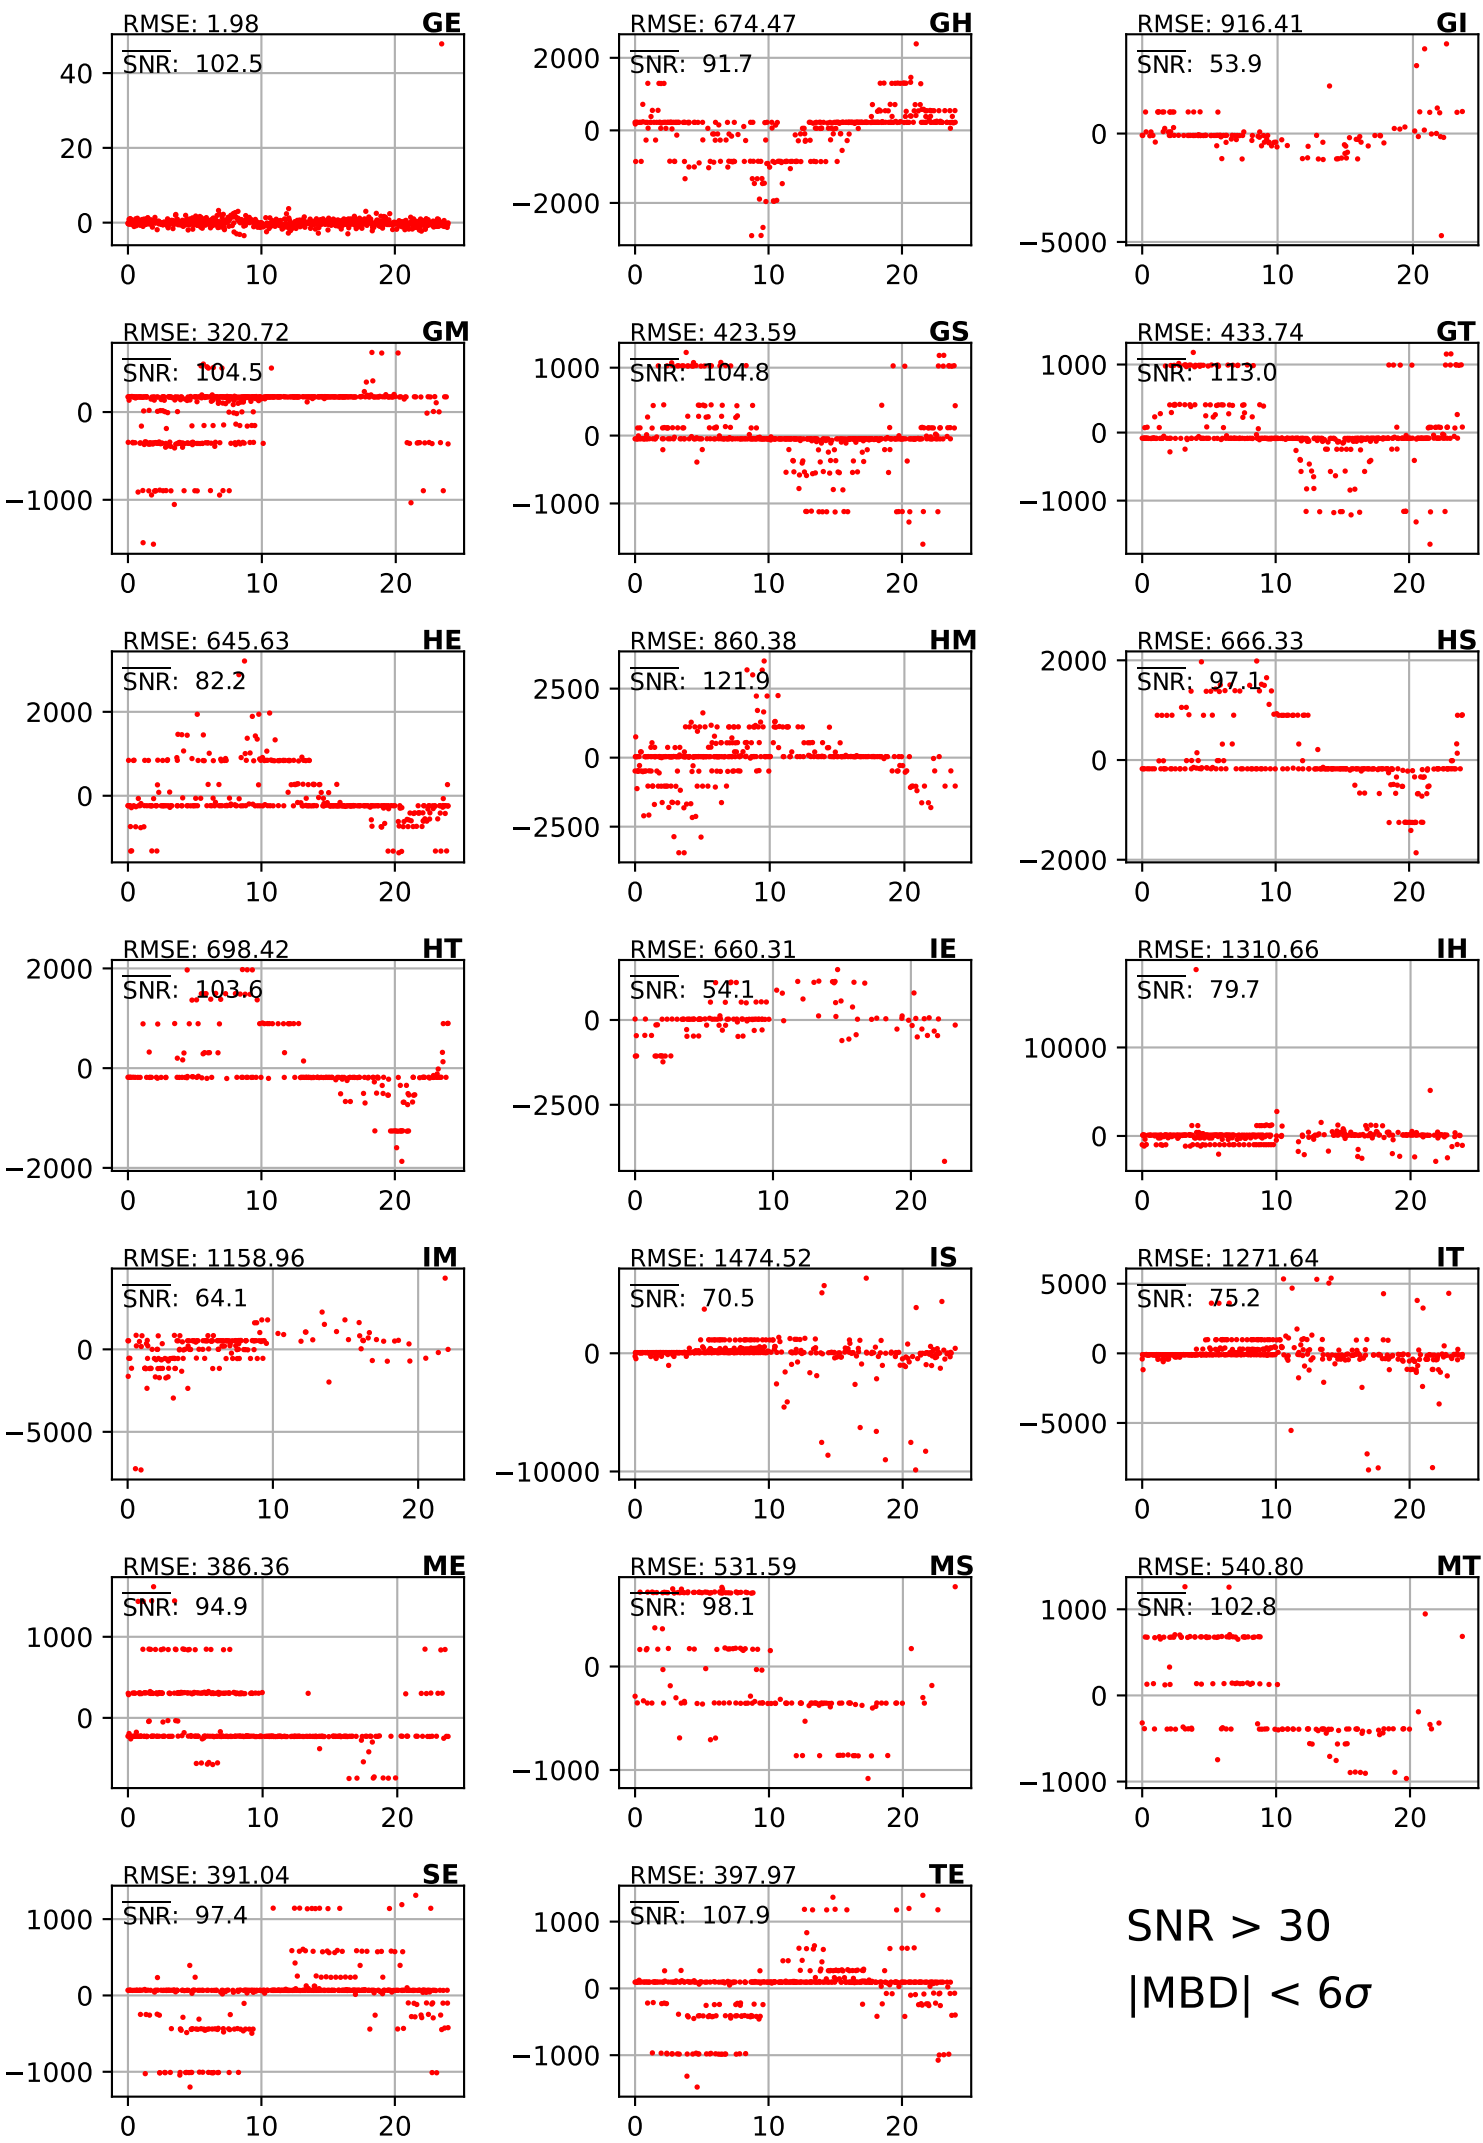 RMSE: 1.98 GE RMSE: 674.47 GH RMSE: 916.41 GI
SNR: 102.5 SNR: 91.7 SNR: 53.9
40 2000
20 0 0
0 −2000 −5000
0 10 20 0 10 20 0 10 20
RMSE: 320.72 GM RMSE: 423.59 GS RMSE: 433.74 GT
SNR: 104.5 SNR: 104.8 SNR: 113.0
1000 1000
0 0 0
−1000 −1000 −1000
0 10 20 0 10 20 0 10 20
RMSE: 645.63 HE RMSE: 860.38 HM RMSE: 666.33 HS
SNR: 82.2 SNR: 121.9 SNR: 97.1
2000 2500 2000
0 0 0
−2500 −2000
0 10 20 0 10 20 0 10 20
RMSE: 698.42 HT RMSE: 660.31 IE RMSE: 1310.66 IH
SNR: 103.6 SNR: 54.1 SNR: 79.7
2000 0 10000
0 −2500 0
−2000
0 10 20 0 10 20 0 10 20
RMSE: 1158.96 IM RMSE: 1474.52 IS RMSE: 1271.64 IT
SNR: 64.1 SNR: 70.5 SNR: 75.2
5000
0 0 0
−5000 −10000 −5000
0 10 20 0 10 20 0 10 20
RMSE: 386.36 ME RMSE: 531.59 MS RMSE: 540.80 MT
SNR: 94.9 SNR: 98.1 SNR: 102.8
1000 0 1000
0 −1000 0
−1000
0 10 20 0 10 20 0 10 20
RMSE: 391.04 SE RMSE: 397.97 TE
SNR: 97.4 SNR: 107.9
1000 1000 SNR > 30
0 0 |MBD| < 6σ
−1000 −1000
0 10 20 0 10 20